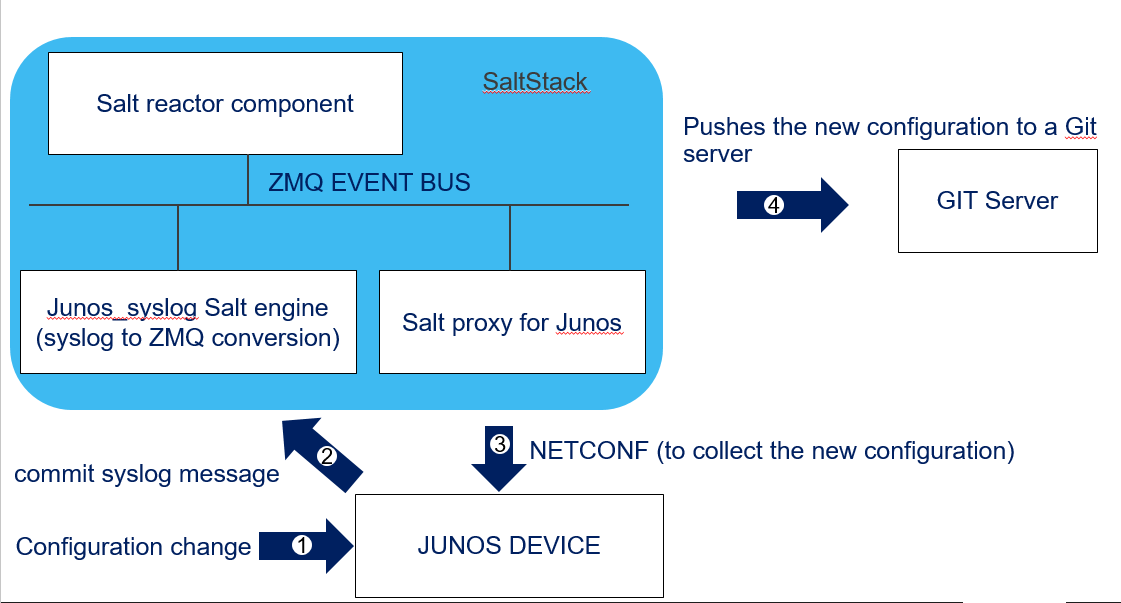 SaltStack
Salt reactor component
ZMQ EVENT BUS
Junos_syslog Salt engine
(syslog to ZMQ conversion)
Salt proxy for Junos
Pushes the new configuration to a Git
server
4
GIT Server
2
commit syslog message
3
NETCONF (to collect the new configuration)
Configuration change
1
JUNOS DEVICE